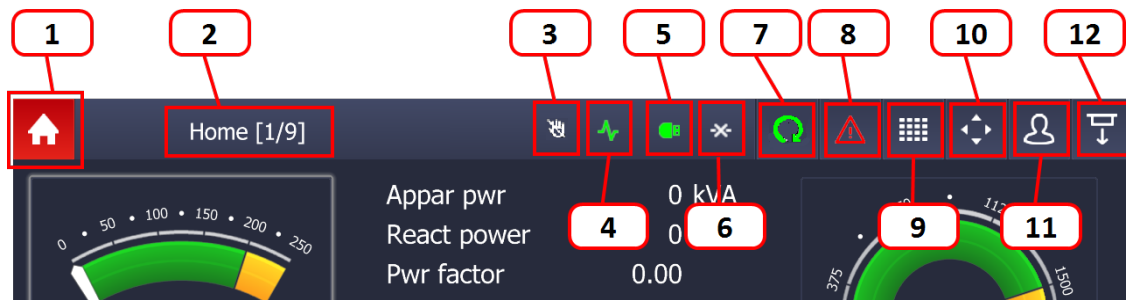 1 2 3 5 7 8 10 12
Home [1/9]
Appar pwr 0 kVA
React power 0
Pwr factor 0.00
4 6 9 11
0 50 100 150 200 250
375 112 1500